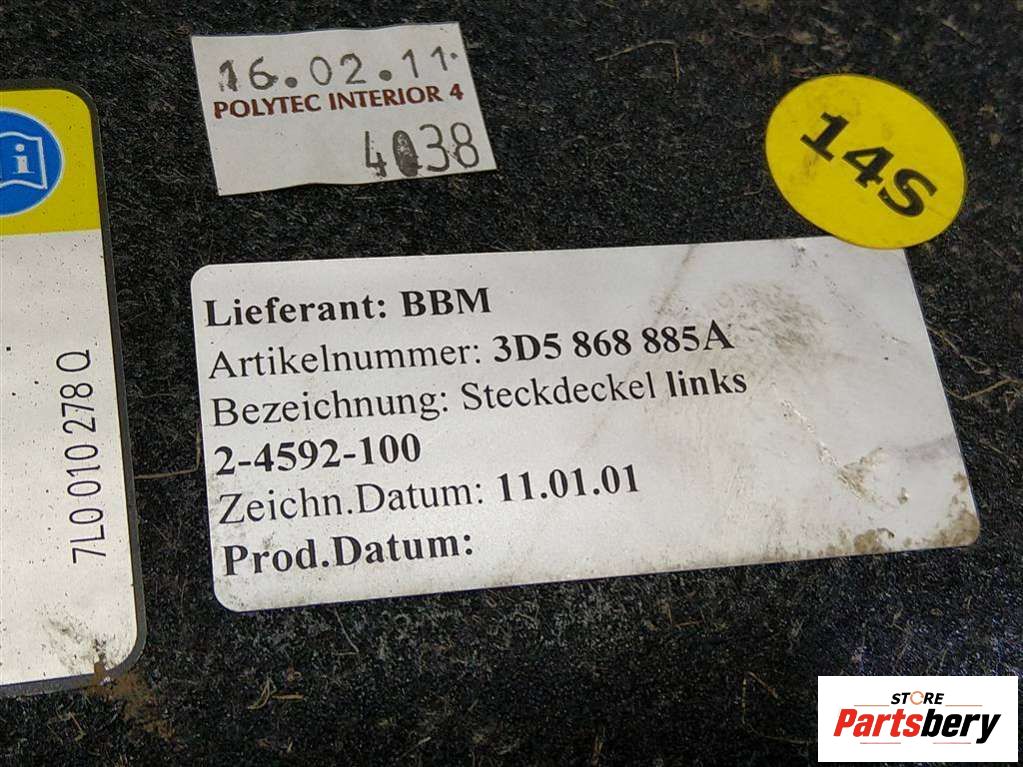 16.02.11
POLYTEC INTERIOR 4
4038
14S
i
7L0 010 278 Q
Lieferant: BBM
Artikelnummer: 3D5 868 885A
Bezeichnung: Steckdeckel links
2-4592-100
Zeichn.Datum: 11.01.01
Prod.Datum:
STORE
Partsbery